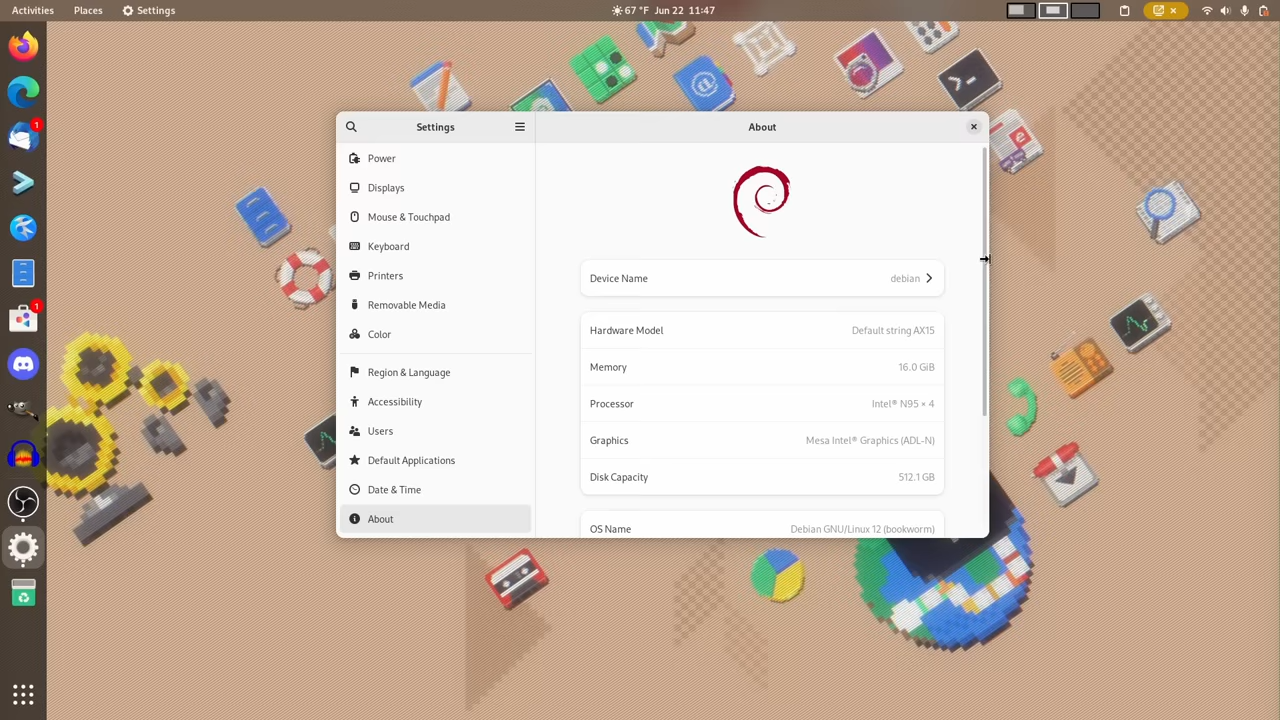 Activities
Places
Settings
67 °F Jun 22 11:47
1
1
Settings
About
Power
Displays
Mouse & Touchpad
Keyboard
Printers
Removable Media
Color
Region & Language
Accessibility
Users
Default Applications
Date & Time
About
Device Name
debian
Hardware Model
Default string AX15
Memory
16.0 GiB
Processor
Intel® N95 × 4
Graphics
Mesa Intel® Graphics (ADL-N)
Disk Capacity
512.1 GB
OS Name
Debian GNU/Linux 12 (bookworm)